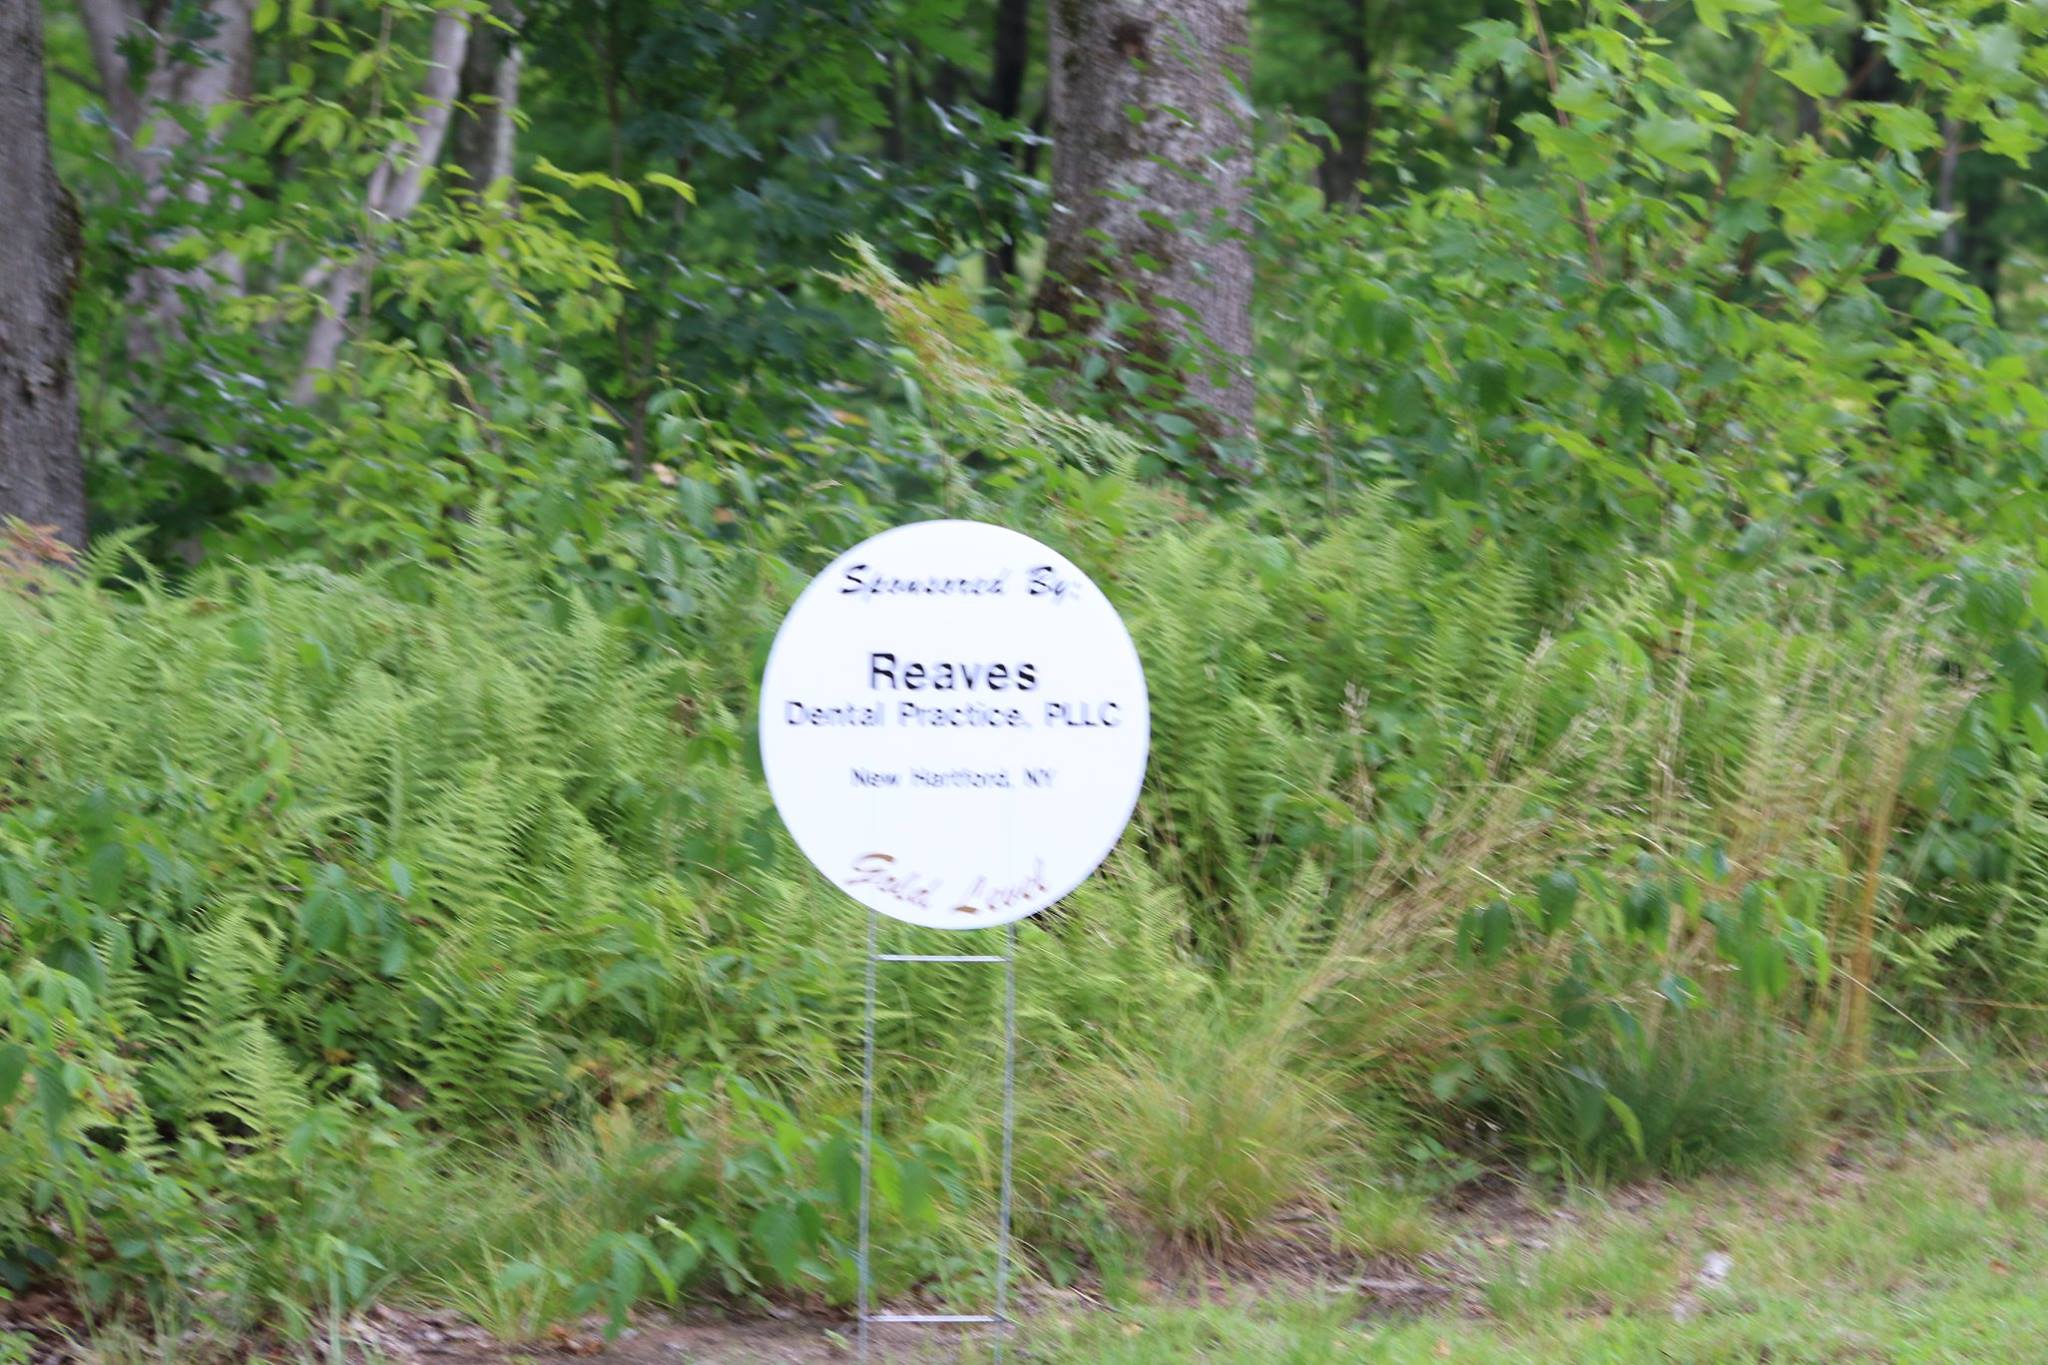 Sponsored By:
Reaves
Dental Practice, PLLC
New Hartford, NY
Gold Level